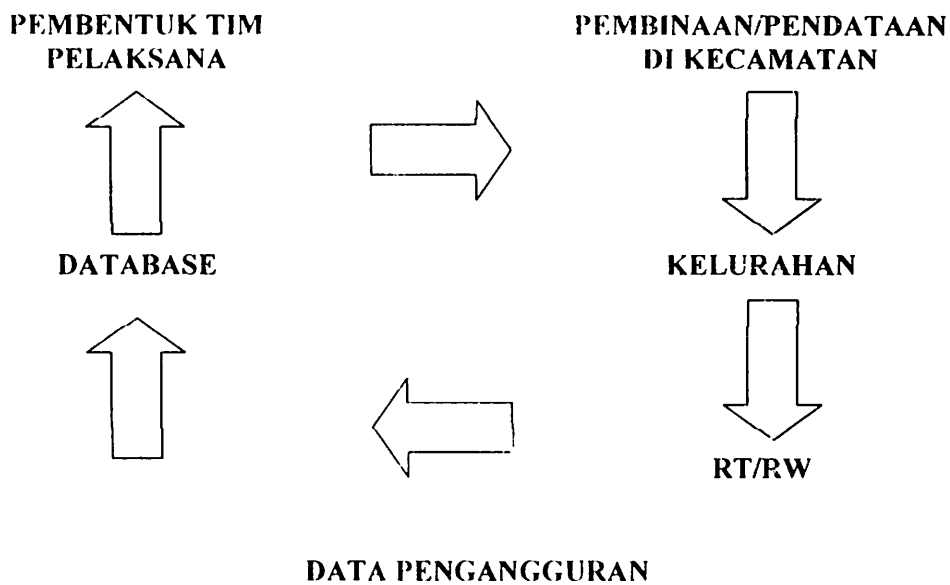 PEMBENTUK TIM
PELAKSANA
PEMBINAAN/PENDATAAN
DI KECAMATAN
DATABASE
KELURAHAN
RT/RW
DATA PENGANGGURAN